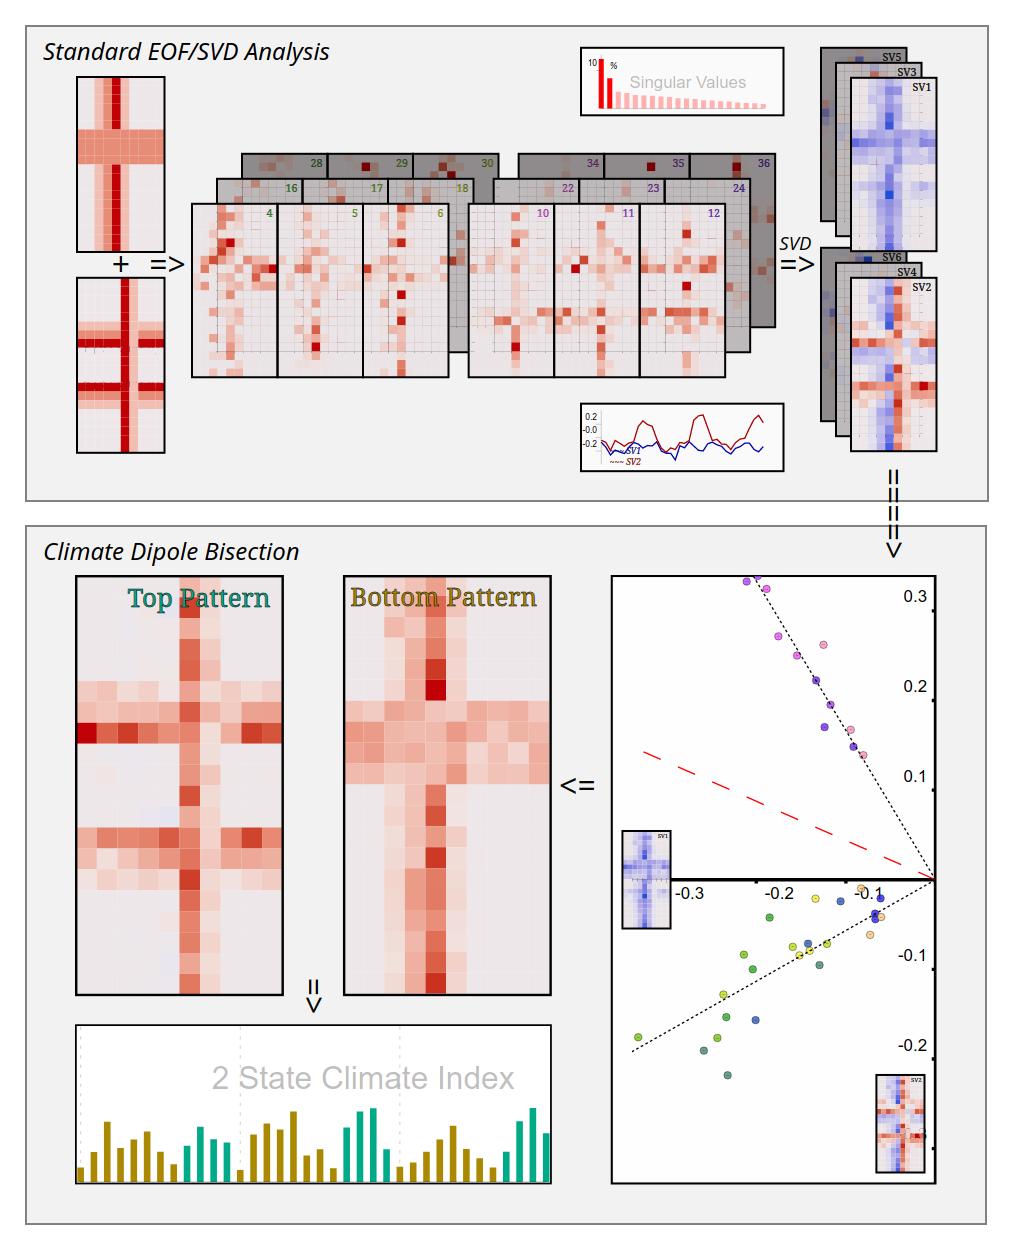 Standard EOF/SVD Analysis
10
%
Singular Values
SV5
SV3
SV1
28
29
30
34
35
36
16
17
18
22
23
24
4
5
6
10
11
12
SVD
+
=>
=>
SV6
SV4
SV2
0.2
-0.0
-0.2
~~~ SV1
~~~ SV2
=====>
Climate Dipole Bisection
Top Pattern
Bottom Pattern
0.3
0.2
0.1
<=
SV1
-0.3
-0.2
-0.1
-0.1
-0.2
=>
2 State Climate Index
SV2